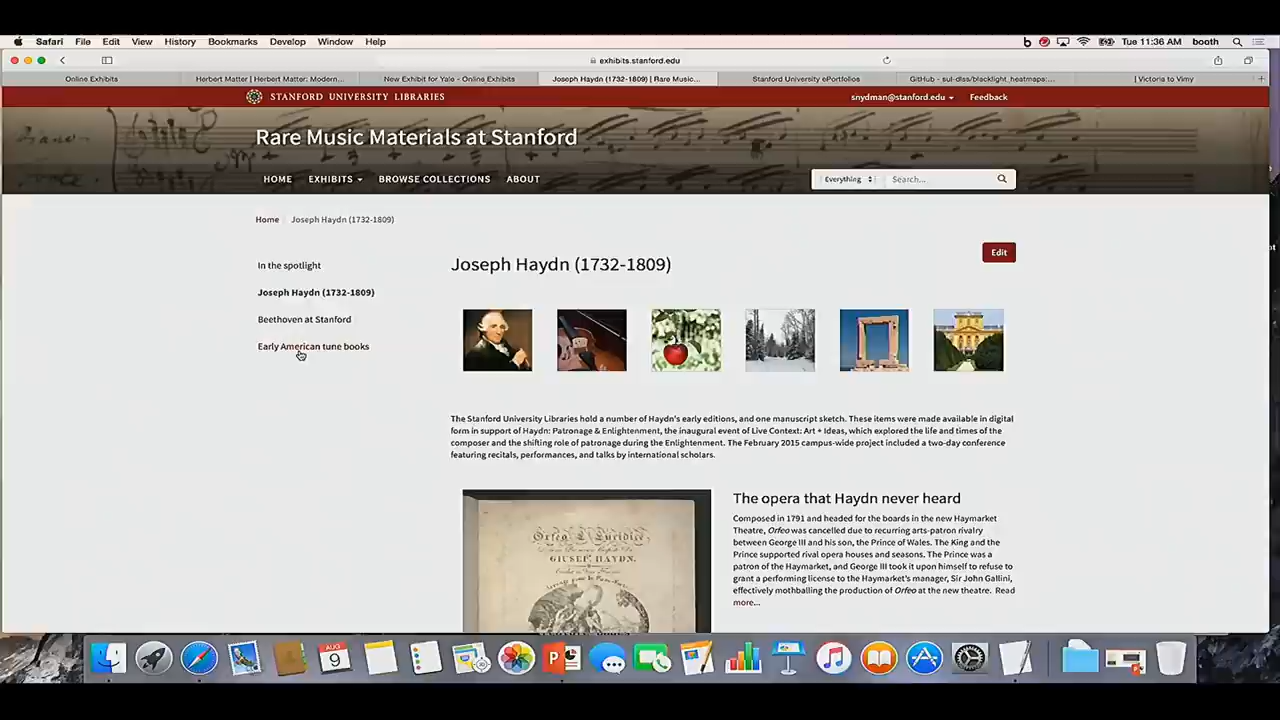 Safari File Edit View History Bookmarks Develop Window Help
Tue 11:36 AM booth
exhibits.stanford.edu
Online Exhibits
Herbert Matter | Herbert Matter: Modern...
New Exhibit for Yale - Online Exhibits
Joseph Haydn (1732-1809) | Rare Music...
Stanford University ePortfolios
GitHub - sul-dlss/blacklight_heatmaps:...
| Victoria to Vimy
STANFORD UNIVERSITY LIBRARIES
snydman@stanford.edu Feedback
Rare Music Materials at Stanford
HOME EXHIBITS BROWSE COLLECTIONS ABOUT
Everything Search...
Home Joseph Haydn (1732-1809)
In the spotlight
Joseph Haydn (1732-1809)
Beethoven at Stanford
Early American tune books
Joseph Haydn (1732-1809)
Edit
The Stanford University Libraries hold a number of Haydn's early editions, and one manuscript sketch. These items were made available in digital
form in support of Haydn: Patronage & Enlightenment, the inaugural event of Live Context: Art + Ideas, which explored the life and times of the
composer and the shifting role of patronage during the Enlightenment. The February 2015 campus-wide project included a two-day conference
featuring recitals, performances, and talks by international scholars.
GIUSEP. HAYDN.
The opera that Haydn never heard
Composed in 1791 and headed for the boards in the new Haymarket
Theatre, Orfeo was cancelled due to recurring arts-patron rivalry
between George III and his son, the Prince of Wales. The King and the
Prince supported rival opera houses and seasons. The Prince was a
patron of the Haymarket, and George III took it upon himself to refuse to
grant a performing license to the Haymarket's manager, Sir John Gallini,
effectively mothballing the production of Orfeo at the new theatre. Read
more...
AUG
9